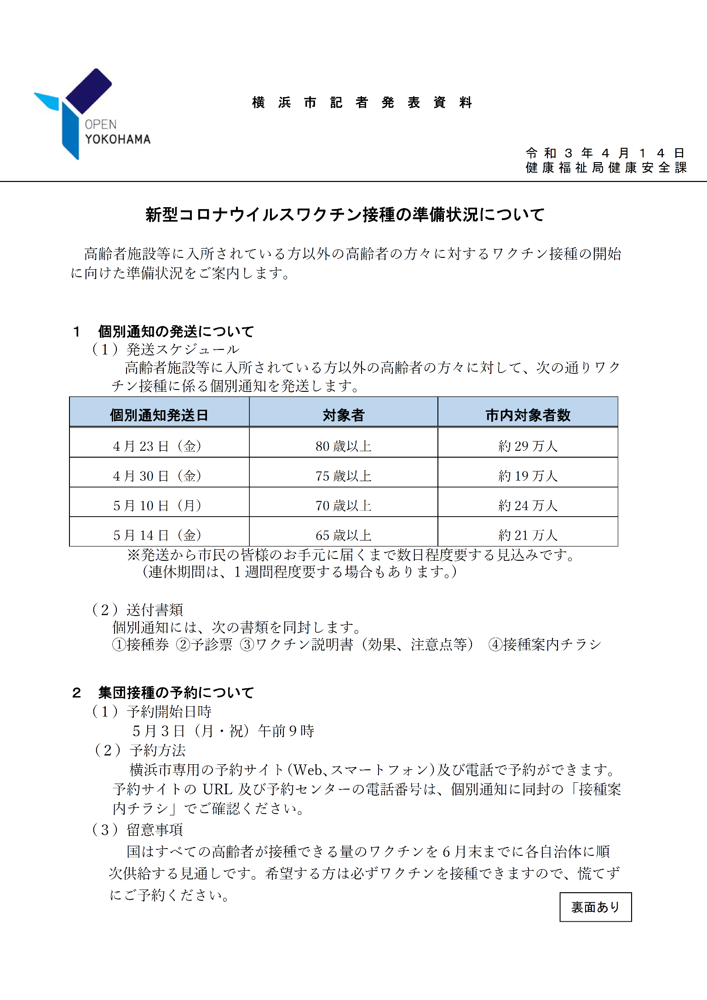 OPEN
YOKOHAMA
横浜市記者発表資料
令和３年４月１４日
健康福祉局健康安全課
新型コロナウイルスワクチン接種の準備状況について
高齢者施設等に入所されている方以外の高齢者の方々に対するワクチン接種の開始
に向けた準備状況をご案内します。
１　個別通知の発送について
（１）発送スケジュール
高齢者施設等に入所されている方以外の高齢者の方々に対して、次の通りワク
チン接種に係る個別通知を発送します。
個別通知発送日　対象者　市内対象者数
4 月 23 日（金）　80 歳以上　約 29 万人
4 月 30 日（金）　75 歳以上　約 19 万人
5 月 10 日（月）　70 歳以上　約 24 万人
5 月 14 日（金）　65 歳以上　約 21 万人
※発送から市民の皆様のお手元に届くまで数日程度要する見込みです。
（連休期間は、1 週間程度要する場合もあります。）
（２）送付書類
個別通知には、次の書類を同封します。
①接種券 ②予診票 ③ワクチン説明書（効果、注意点等）　④接種案内チラシ
２　集団接種の予約について
（１）予約開始日時
５月３日（月・祝）午前９時
（２）予約方法
横浜市専用の予約サイト（Web、スマートフォン）及び電話で予約ができます。
予約サイトの URL 及び予約センターの電話番号は、個別通知に同封の「接種案
内チラシ」でご確認ください。
（３）留意事項
国はすべての高齢者が接種できる量のワクチンを 6 月末までに各自治体に順
次供給する見通しです。希望する方は必ずワクチンを接種できますので、慌てず
にご予約ください。
裏面あり